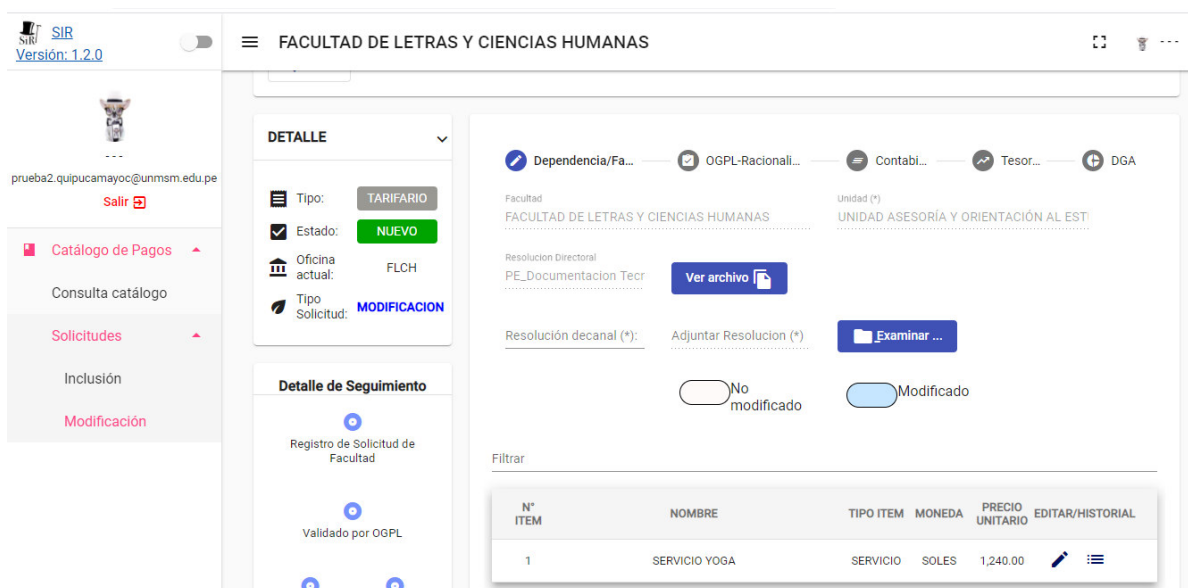 SIR
Versión: 1.2.0
FACULTAD DE LETRAS Y CIENCIAS HUMANAS
---
---
prueba2.quipucamayoc@unmsm.edu.pe
Salir
Catálogo de Pagos
Consulta catálogo
Solicitudes
Inclusión
Modificación
DETALLE
Tipo: TARIFARIO
Estado: NUEVO
Oficina
actual: FLCH
Tipo
Solicitud: MODIFICACION
Detalle de Seguimiento
Registro de Solicitud de
Facultad
Validado por OGPL
Dependencia/Fa... OGPL-Racionali... Contabi... Tesor... DGA
Facultad
FACULTAD DE LETRAS Y CIENCIAS HUMANAS
Unidad (*)
UNIDAD ASESORÍA Y ORIENTACIÓN AL EST
Resolucion Directoral
PE_Documentacion Tecr
Ver archivo
Resolución decanal (*): Adjuntar Resolucion (*) Examinar ...
No
modificado
Modificado
Filtrar
N°
ITEM
NOMBRE
TIPO ITEM
MONEDA
PRECIO
UNITARIO
EDITAR/HISTORIAL
1 SERVICIO YOGA SERVICIO SOLES 1,240.00